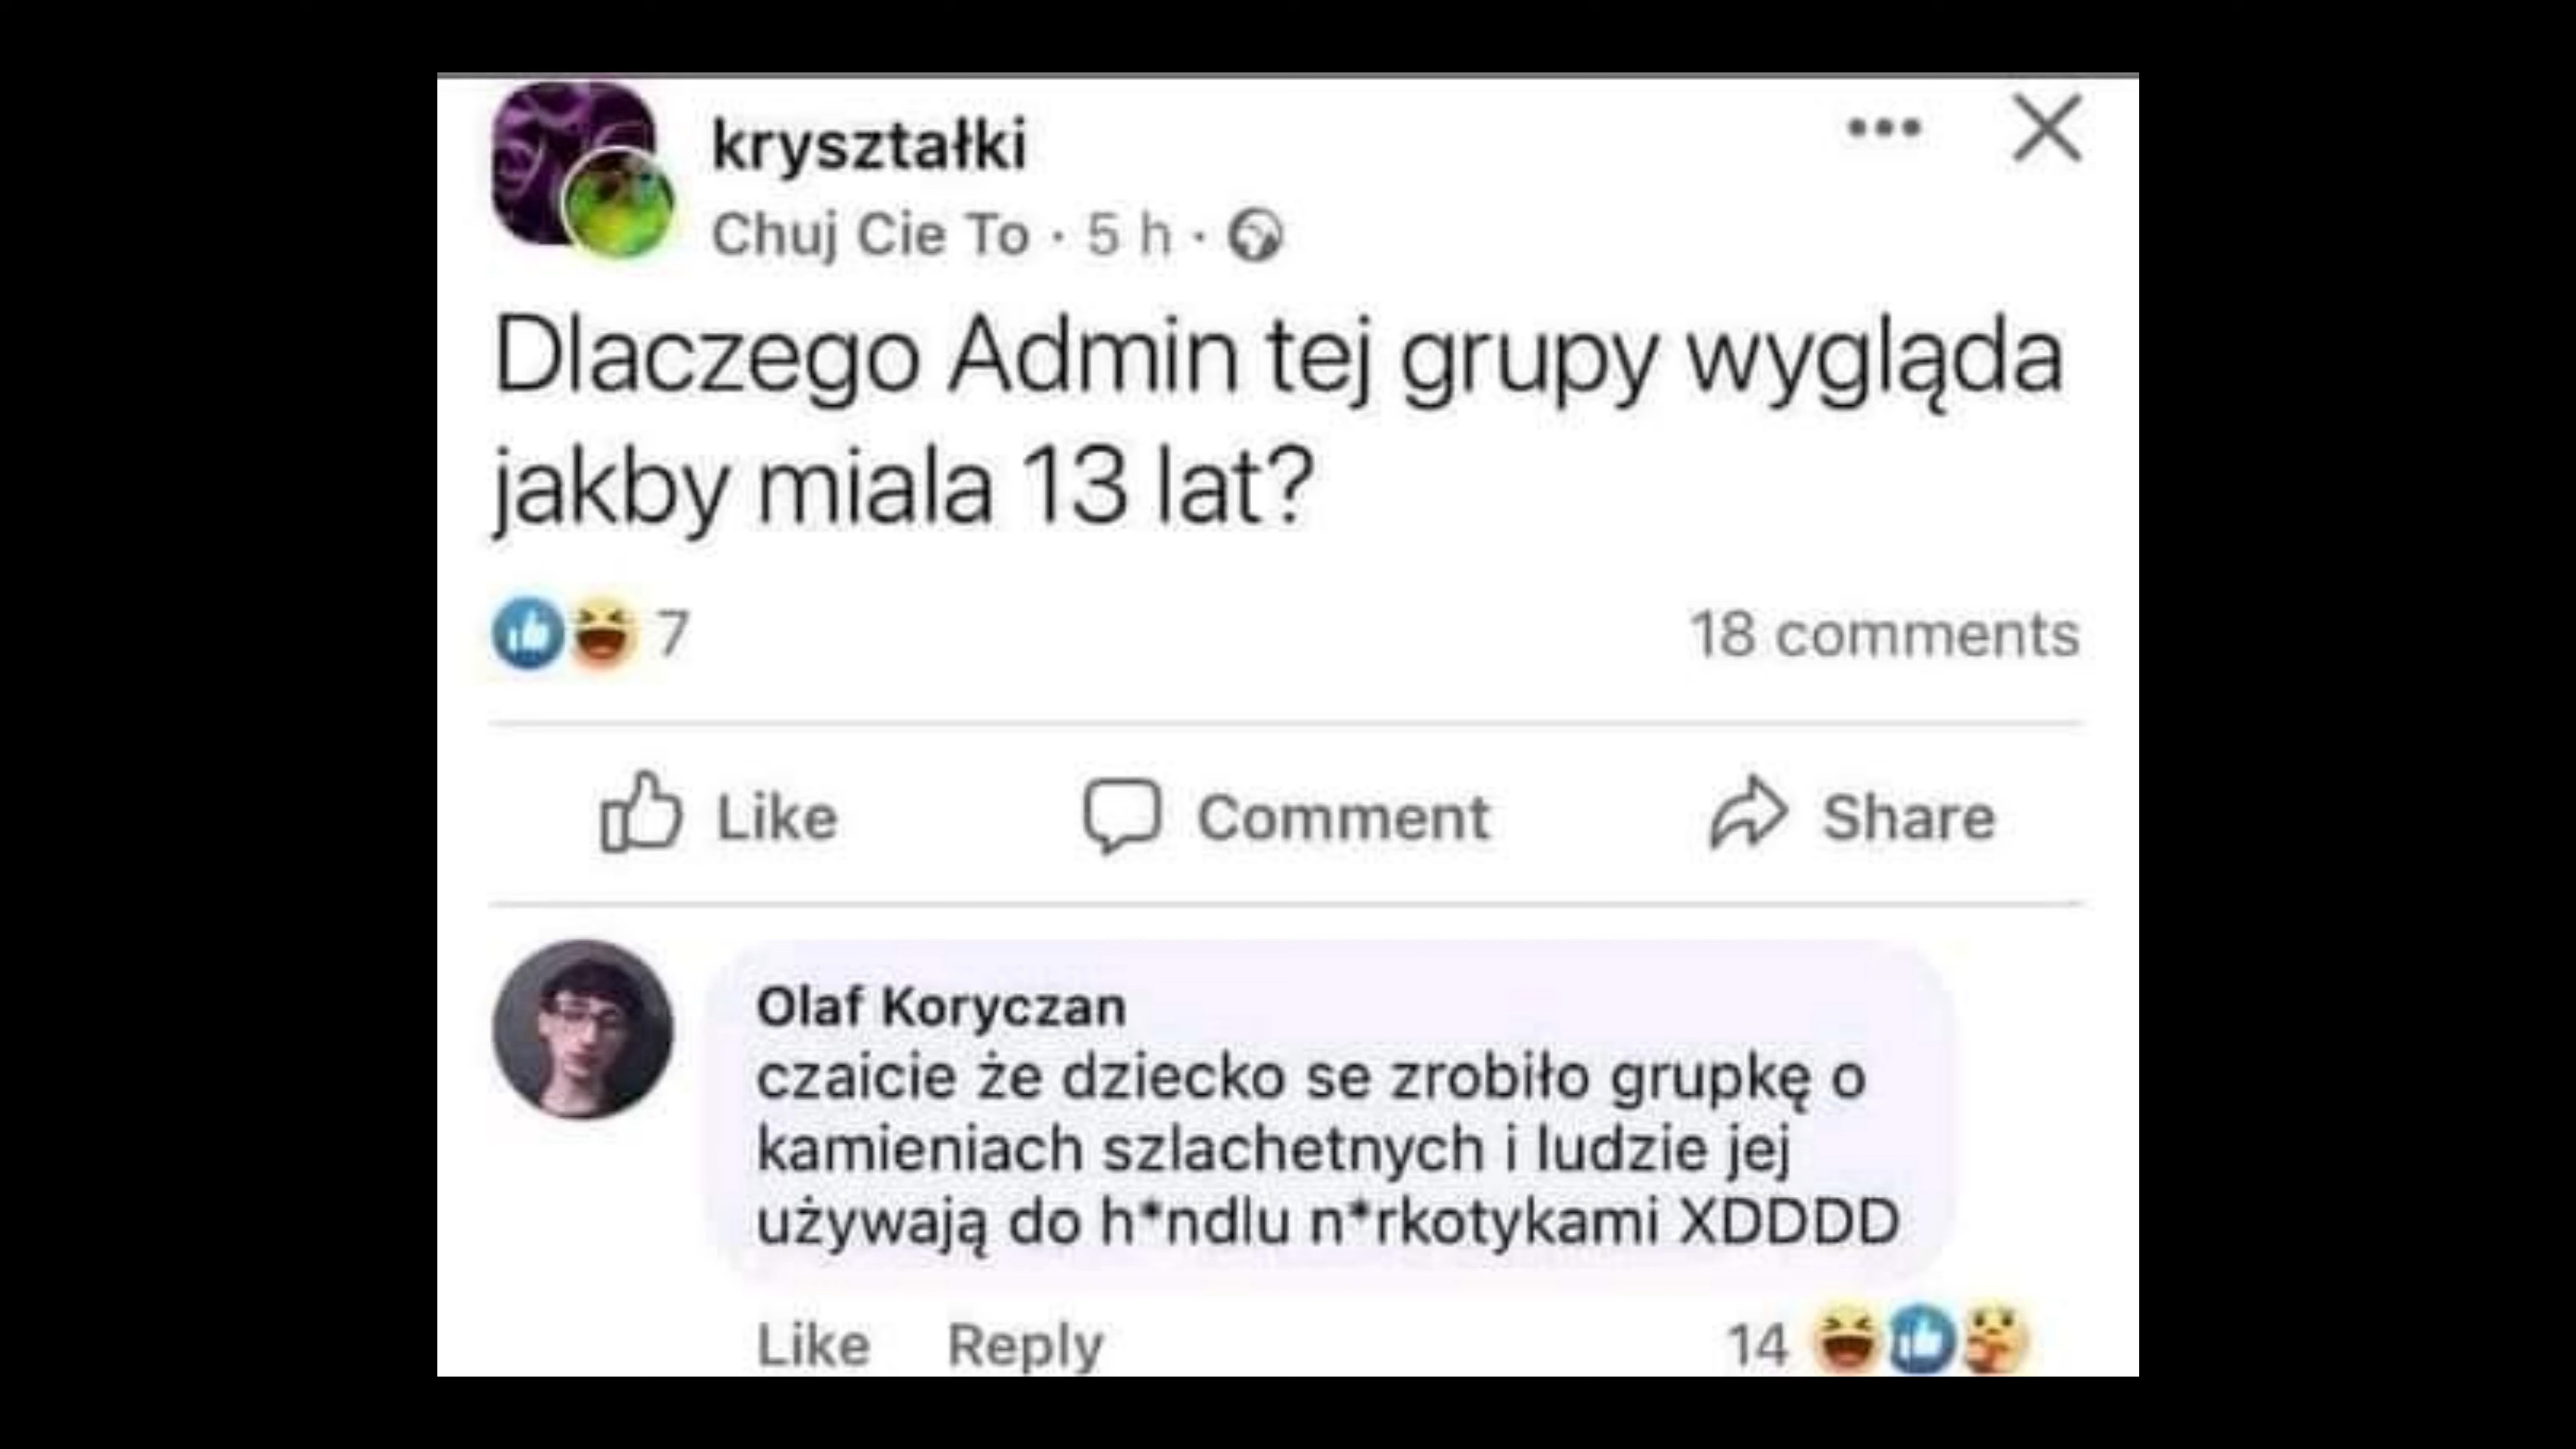 kryształki
Chuj Cie To · 5 h ·
Dlaczego Admin tej grupy wygląda
jakby miala 13 lat?
7
18 comments
Like
Comment
Share
Olaf Koryczan
czaicie że dziecko se zrobiło grupkę o
kamieniach szlachetnych i ludzie jej
używają do h*ndlu n*rkotykami XDDDD
Like Reply 14